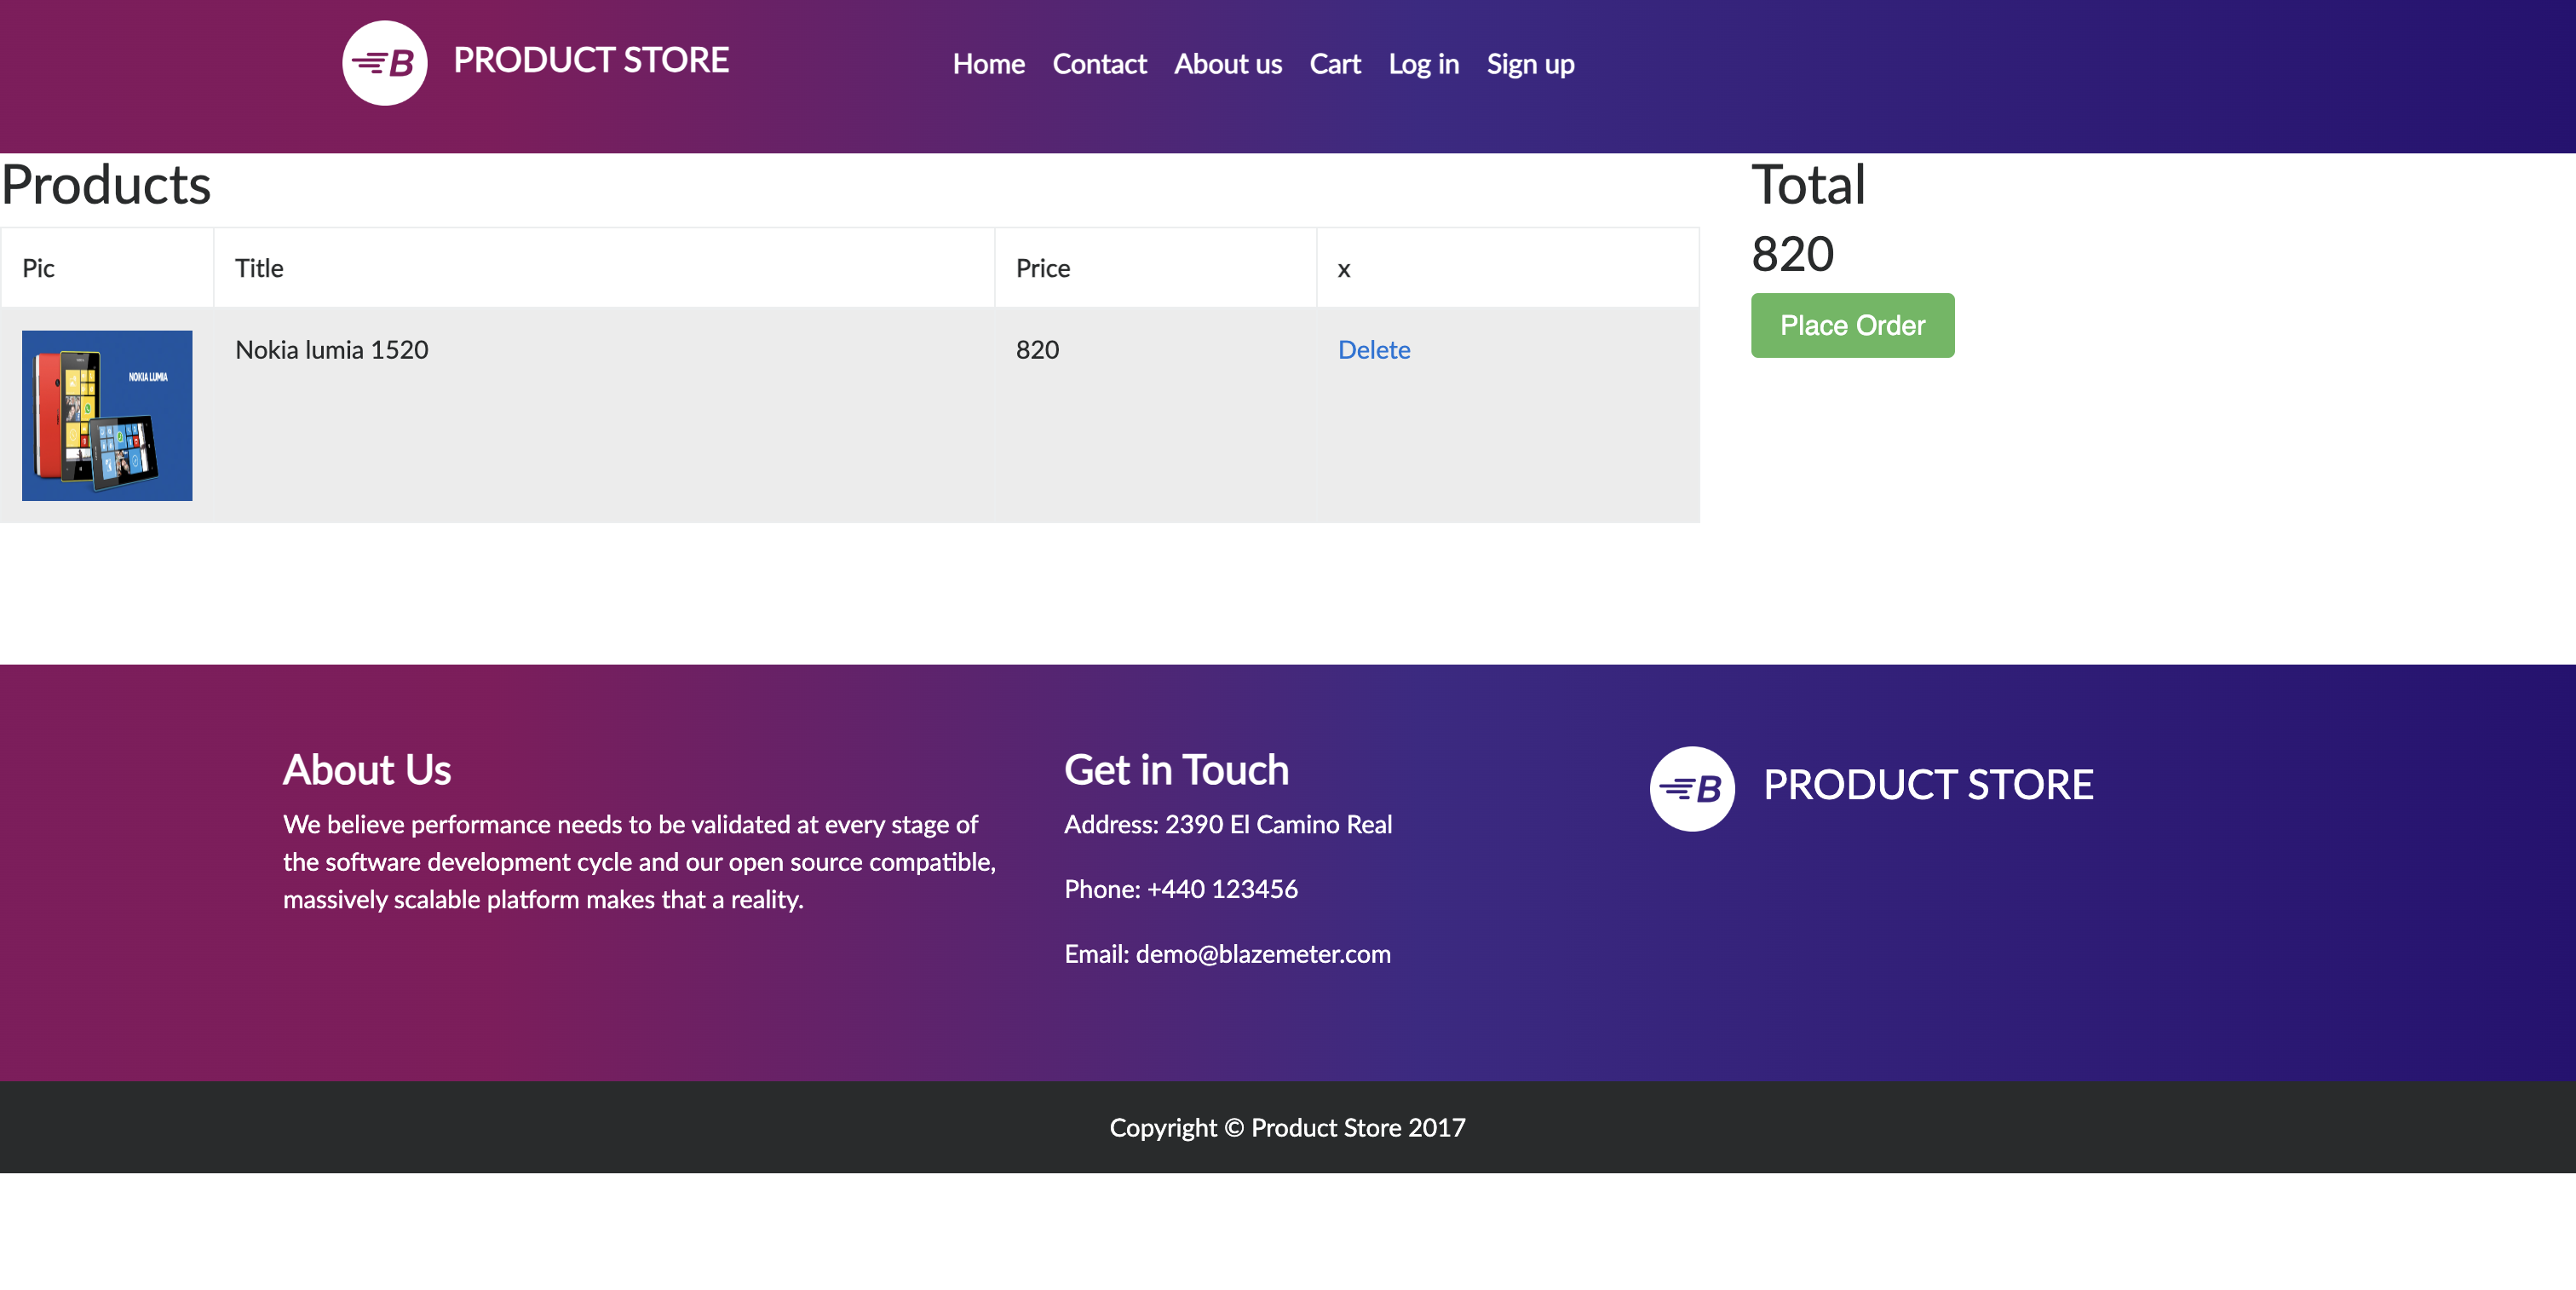 B PRODUCT STORE
Home Contact About us Cart Log in Sign up
Products
Pic Title Price x
NOKIA LUMIA
Nokia lumia 1520 820 Delete
Total
820
Place Order
About Us
We believe performance needs to be validated at every stage of
the software development cycle and our open source compatible,
massively scalable platform makes that a reality.
Get in Touch
Address: 2390 El Camino Real
Phone: +440 123456
Email: demo@blazemeter.com
B PRODUCT STORE
Copyright © Product Store 2017